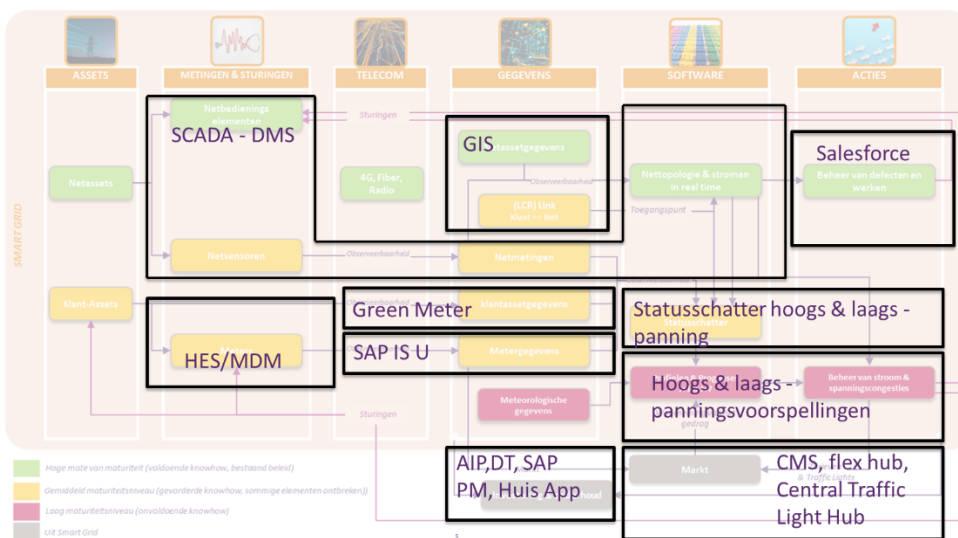 ASSETS
METINGEN & STURINGEN
TELECOM
GEGEVENS
SOFTWARE
ACTIES
SMART GRID
Netbedienings
elementen
SCADA - DMS
Sturingen
GIS
Salesforce
Netassets
4G, Fiber,
Radio
Observeerbaarheid
Nettopologie & stromen
in real time
Beheer van defecten en
werken
(LCR) Link
Klant <-> Net
Toegangspunt
Netsensoren
Observeerbaarheid
Netmetingen
Klant-Assets
Green Meter
klantassetgegevens
Statusschatter hoogs & laags -
panning
HES/MDM
SAP IS U
Metergegevens
Hoogs & laags -
panningsvoorspellingen
Beheer van stroom &
spanningscongesties
Meteorologische
gegevens
gedrag
Sturingen
AIP,DT, SAP
PM, Huis App
Markt
CMS, flex hub,
Central Traffic
Light Hub
& Traffic Lights
Hoge mate van maturiteit (voldoende knowhow, bestaand beleid)
Gemiddeld maturiteitsniveau (gevorderde knowhow, sommige elementen ontbreken))
Laag maturiteitsniveau (onvoldoende knowhow)
Uit Smart Grid
5